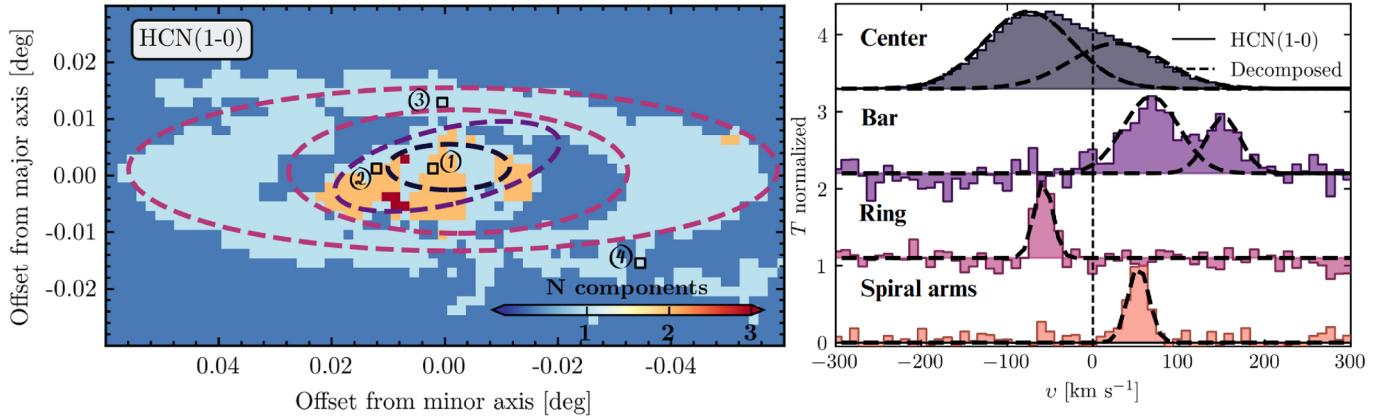 HCN(1-0)
Offset from major axis [deg]
0.02
0.01
0.00
-0.01
-0.02
③
①
②
④
N components
1 2 3
0.04 0.02 0.00 -0.02 -0.04
Offset from minor axis [deg]
T normalized
4
3
2
1
0
Center
HCN(1-0)
Decomposed
Bar
Ring
Spiral arms
−300 −200 −100 0 100 200 300
v [km s⁻¹]